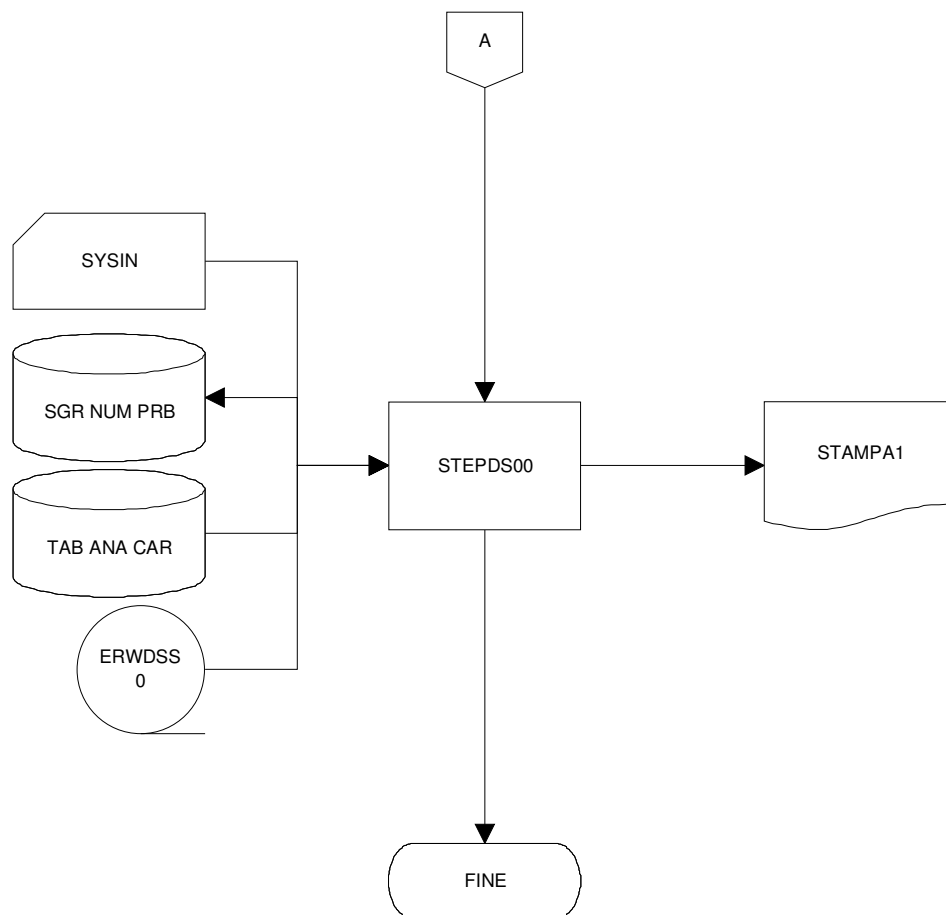 A
SYSIN
SGR NUM PRB
STEPDS00
STAMPA1
TAB ANA CAR
ERWDSS
0
FINE